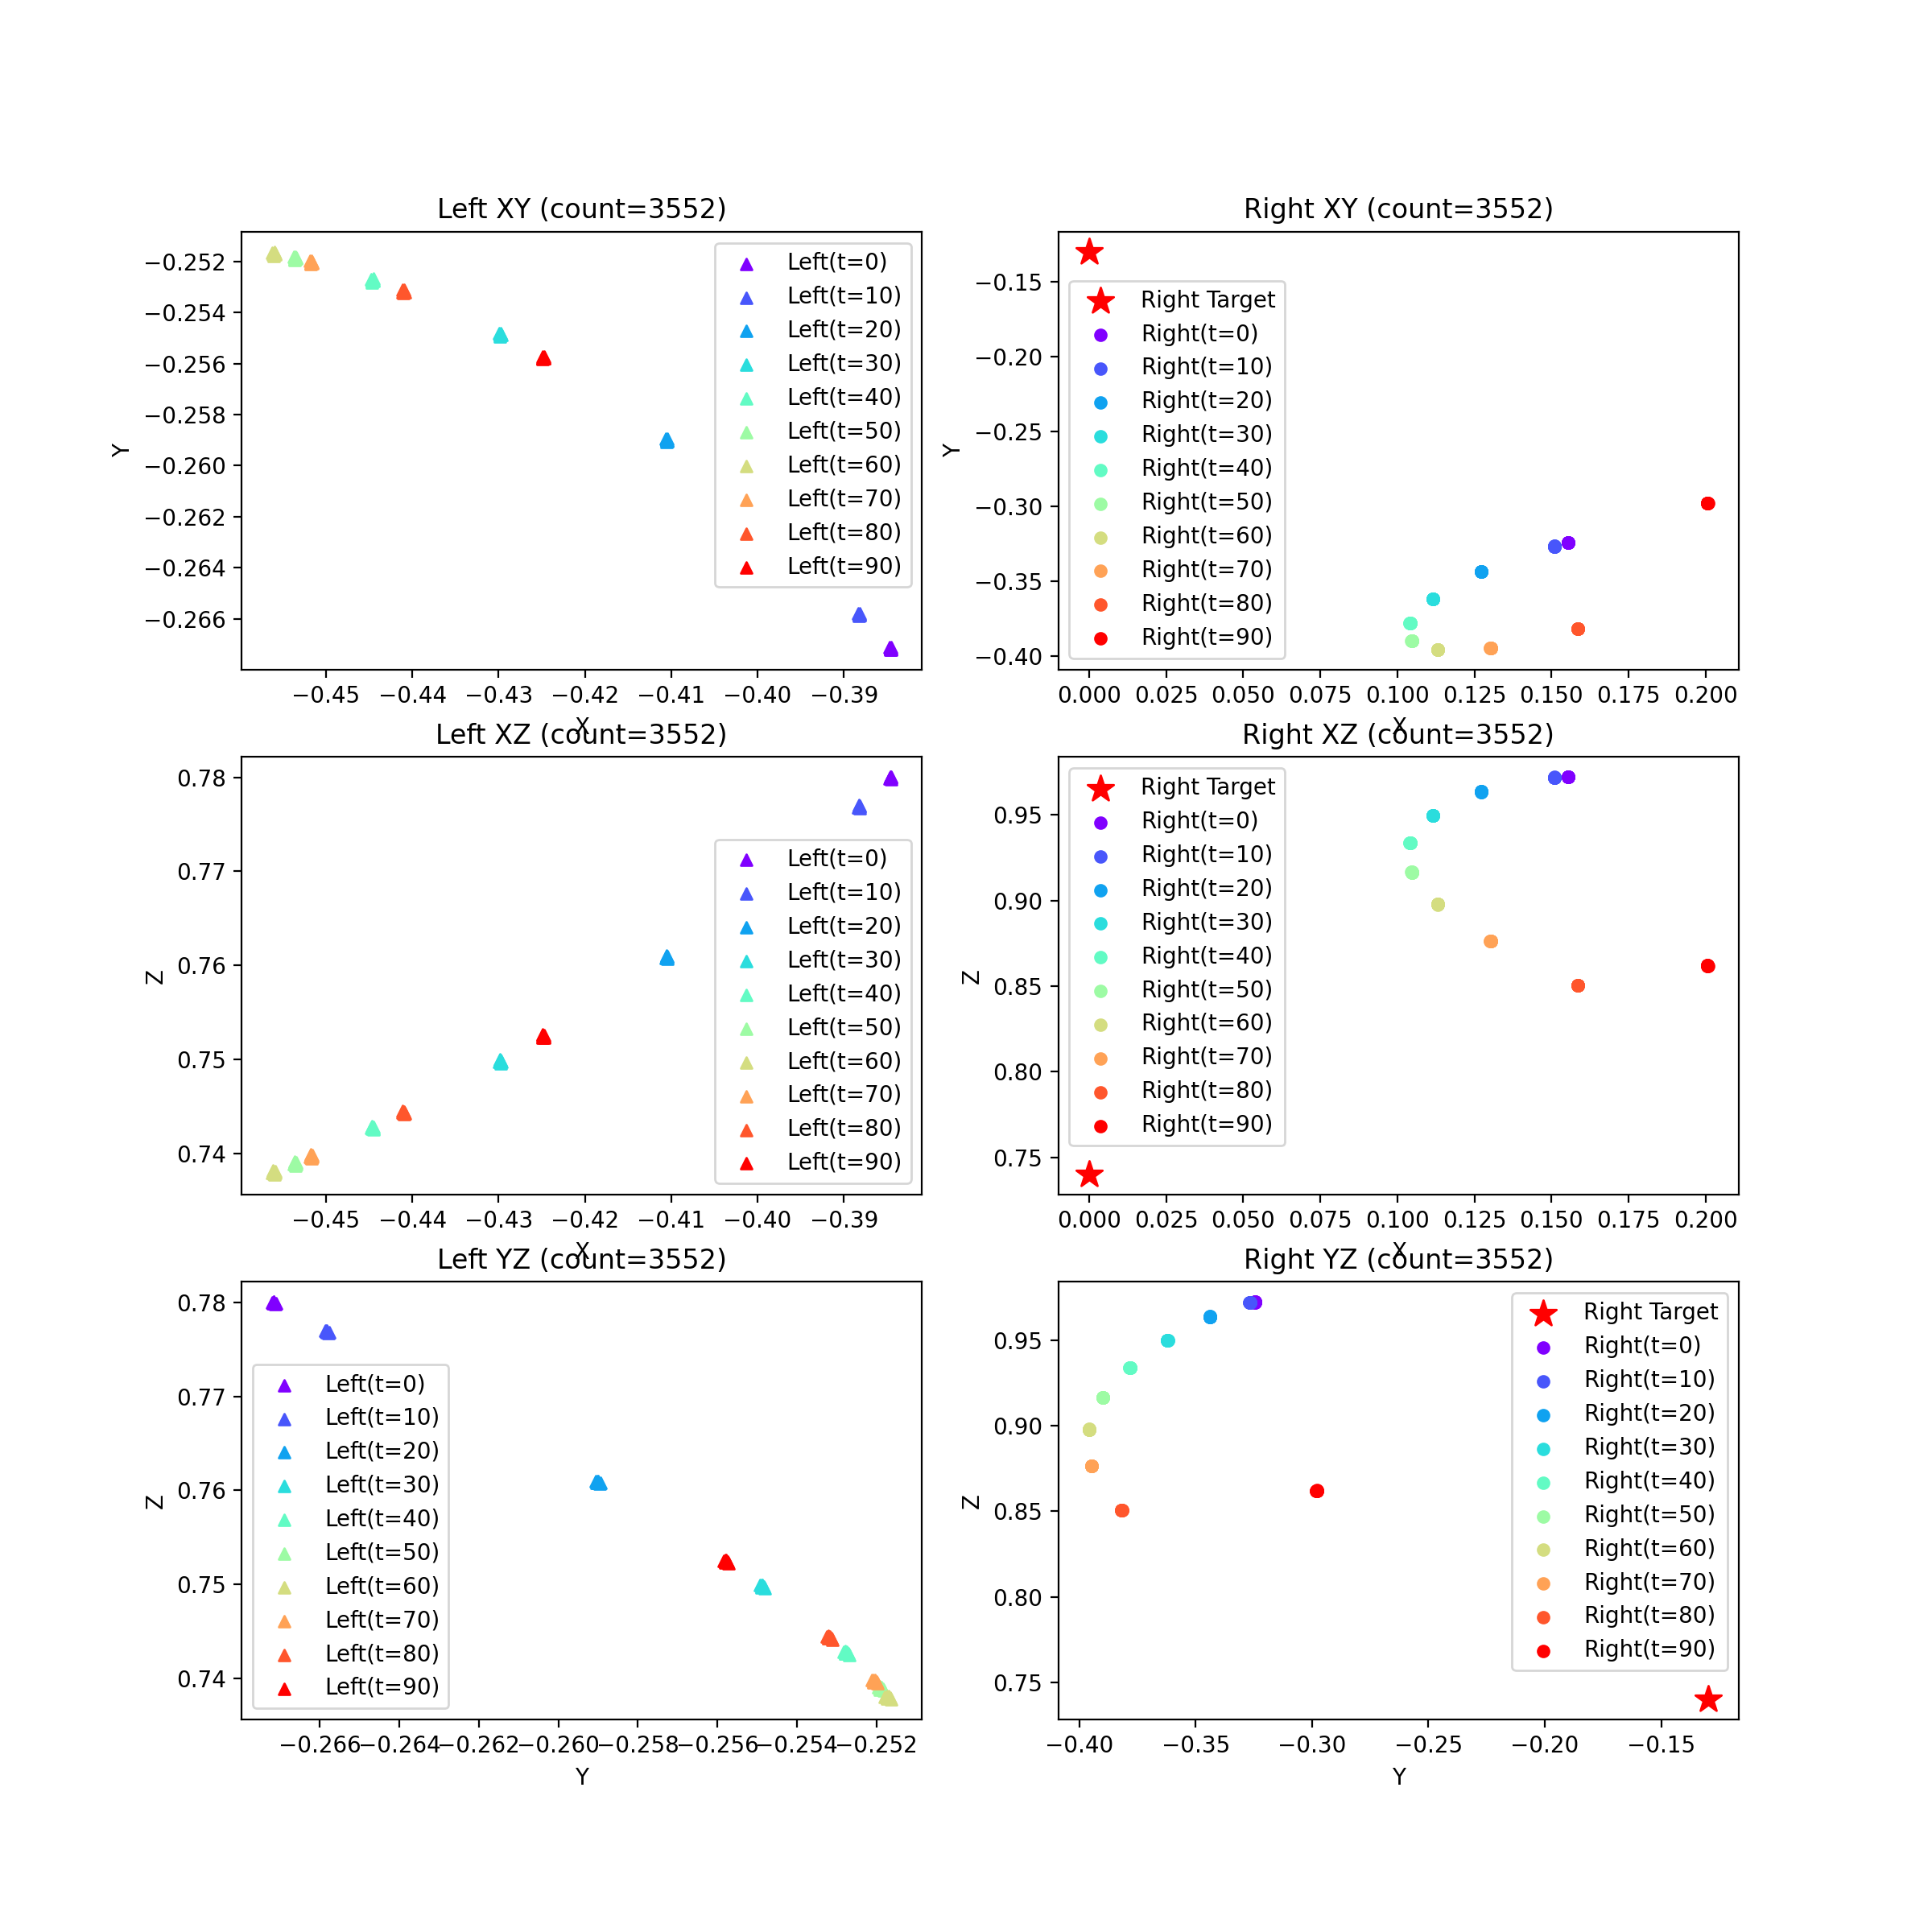 Left XY (count=3552)
−0.252
−0.254
−0.256
−0.258
−0.260
−0.262
−0.264
−0.266
Y
Left(t=0)
Left(t=10)
Left(t=20)
Left(t=30)
Left(t=40)
Left(t=50)
Left(t=60)
Left(t=70)
Left(t=80)
Left(t=90)
−0.45 −0.44 −0.43 −0.42 −0.41 −0.40 −0.39
X
Right XY (count=3552)
−0.15
−0.20
−0.25
−0.30
−0.35
−0.40
Y
Right Target
Right(t=0)
Right(t=10)
Right(t=20)
Right(t=30)
Right(t=40)
Right(t=50)
Right(t=60)
Right(t=70)
Right(t=80)
Right(t=90)
0.000 0.025 0.050 0.075 0.100 0.125 0.150 0.175 0.200
X
Left XZ (count=3552)
0.78
0.77
0.76
0.75
0.74
Z
Left(t=0)
Left(t=10)
Left(t=20)
Left(t=30)
Left(t=40)
Left(t=50)
Left(t=60)
Left(t=70)
Left(t=80)
Left(t=90)
−0.45 −0.44 −0.43 −0.42 −0.41 −0.40 −0.39
X
Right XZ (count=3552)
0.95
0.90
0.85
0.80
0.75
Z
Right Target
Right(t=0)
Right(t=10)
Right(t=20)
Right(t=30)
Right(t=40)
Right(t=50)
Right(t=60)
Right(t=70)
Right(t=80)
Right(t=90)
0.000 0.025 0.050 0.075 0.100 0.125 0.150 0.175 0.200
X
Left YZ (count=3552)
0.78
0.77
0.76
0.75
0.74
Z
Left(t=0)
Left(t=10)
Left(t=20)
Left(t=30)
Left(t=40)
Left(t=50)
Left(t=60)
Left(t=70)
Left(t=80)
Left(t=90)
−0.266 −0.264 −0.262 −0.260 −0.258 −0.256 −0.254 −0.252
Y
Right YZ (count=3552)
0.95
0.90
0.85
0.80
0.75
Z
Right Target
Right(t=0)
Right(t=10)
Right(t=20)
Right(t=30)
Right(t=40)
Right(t=50)
Right(t=60)
Right(t=70)
Right(t=80)
Right(t=90)
−0.40 −0.35 −0.30 −0.25 −0.20 −0.15
Y